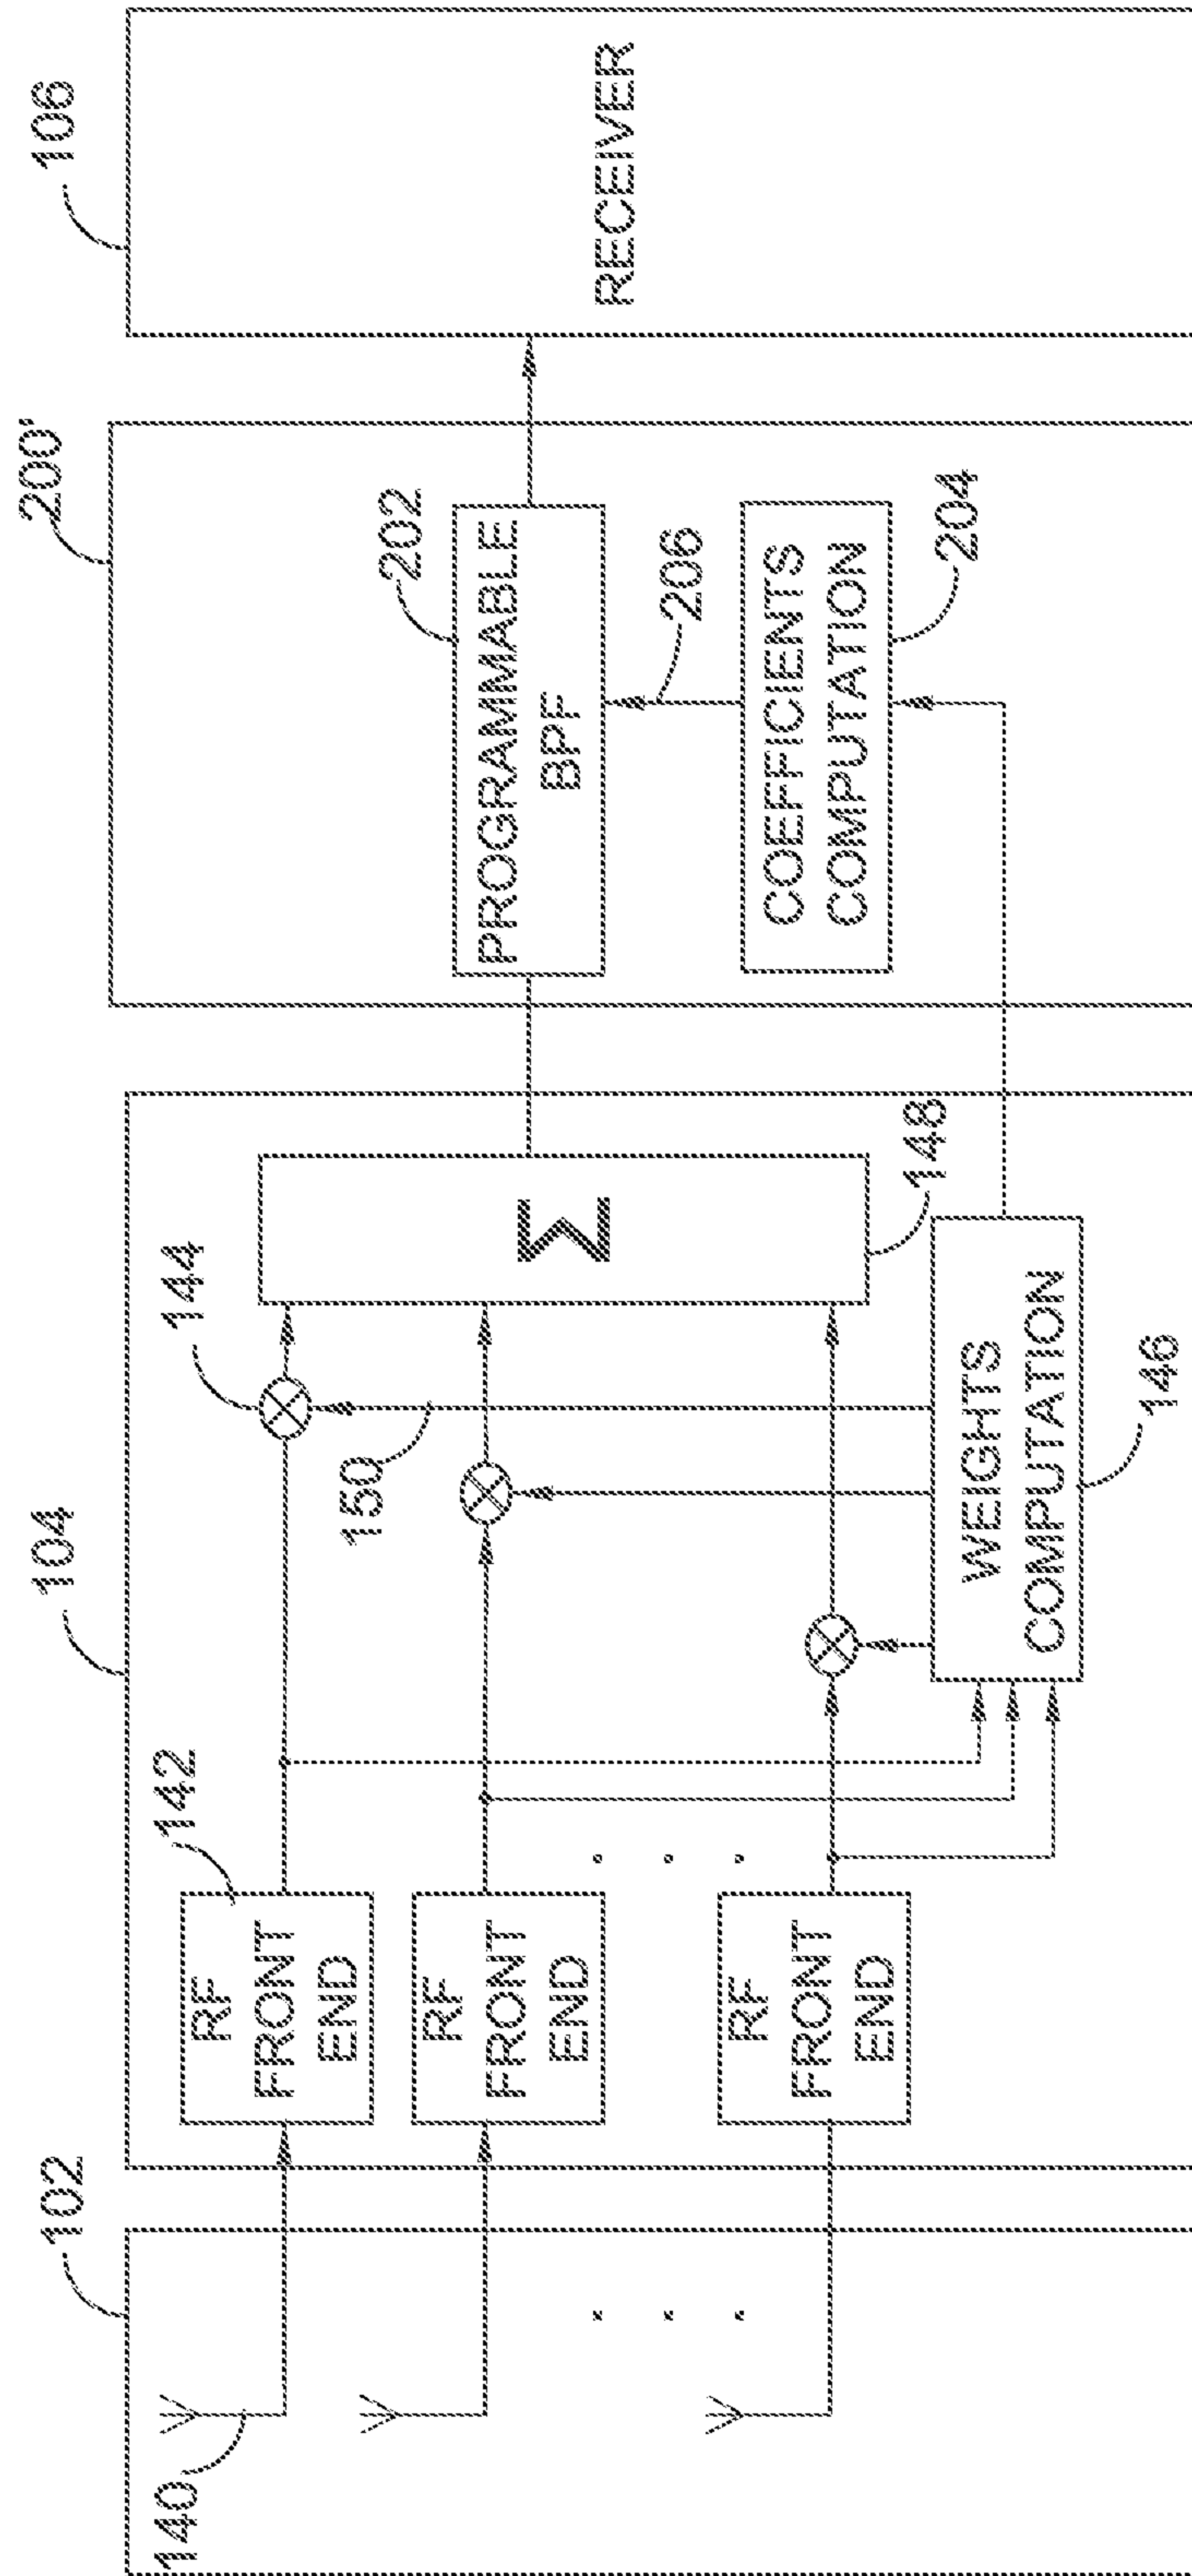 102
104
200'
106
140
142
RF
FRONT
END
RF
FRONT
END
RF
FRONT
END
144
150
Σ
148
WEIGHTS
COMPUTATION
146
202
PROGRAMMABLE
BPF
206
COEFFICIENTS
COMPUTATION
204
RECEIVER